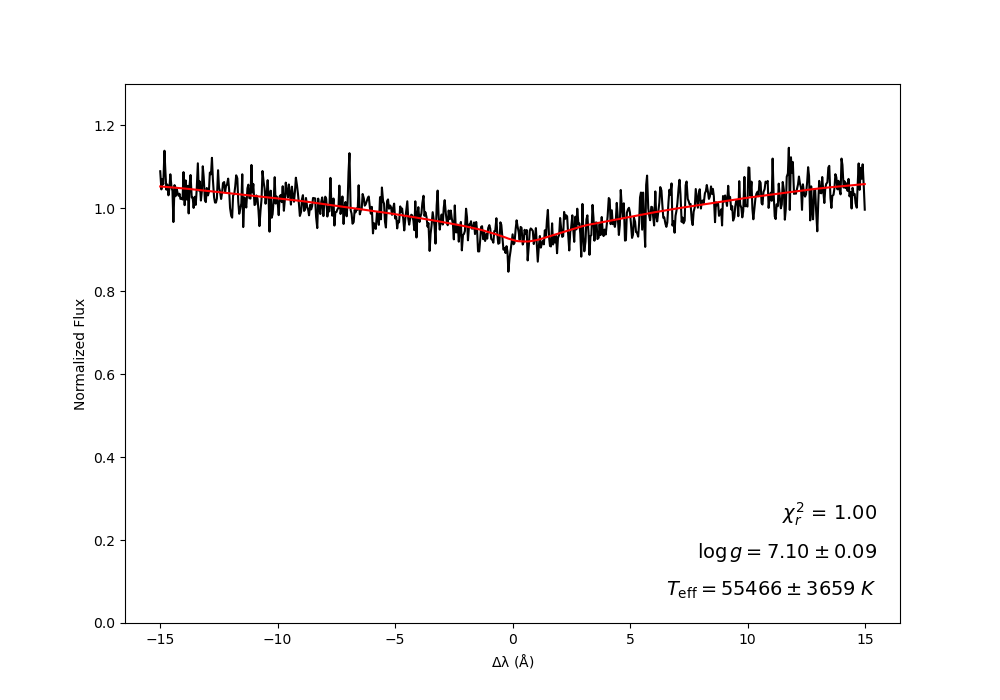 Normalized Flux
1.2
1.0
0.8
0.6
0.4
0.2
0.0
χ²ᵣ = 1.00
log g = 7.10 ± 0.09
T_eff = 55466 ± 3659 K
−15 −10 −5 0 5 10 15
Δλ (Å)